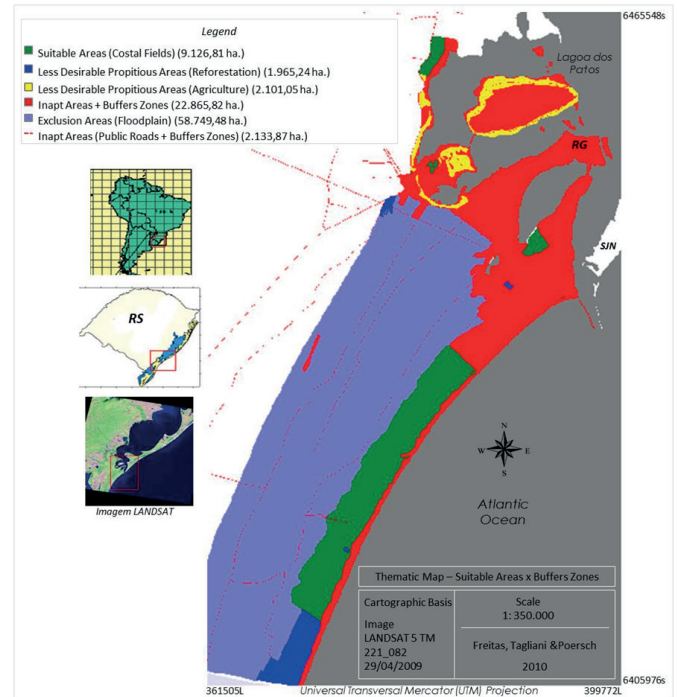 Legend
Suitable Areas (Costal Fields) (9.126,81 ha.)
Less Desirable Propitious Areas (Reforestation) (1.965,24 ha.)
Less Desirable Propitious Areas (Agriculture) (2.101,05 ha.)
Inapt Areas + Buffers Zones (22.865,82 ha.)
Exclusion Areas (Floodplain) (58.749,48 ha.)
Inapt Areas (Public Roads + Buffers Zones) (2.133,87 ha.)
6465548s
Lagoa dos
Patos
RG
SJN
RS
Imagem LANDSAT
N
W
E
S
Atlantic
Ocean
Thematic Map – Suitable Areas x Buffers Zones
Cartographic Basis
Image
LANDSAT 5 TM
221_082
29/04/2009
Scale
1: 350.000
Freitas, Tagliani &Poersch
2010
6405976s
361505L
Universal Transversal Mercator (UTM) Projection
399772L